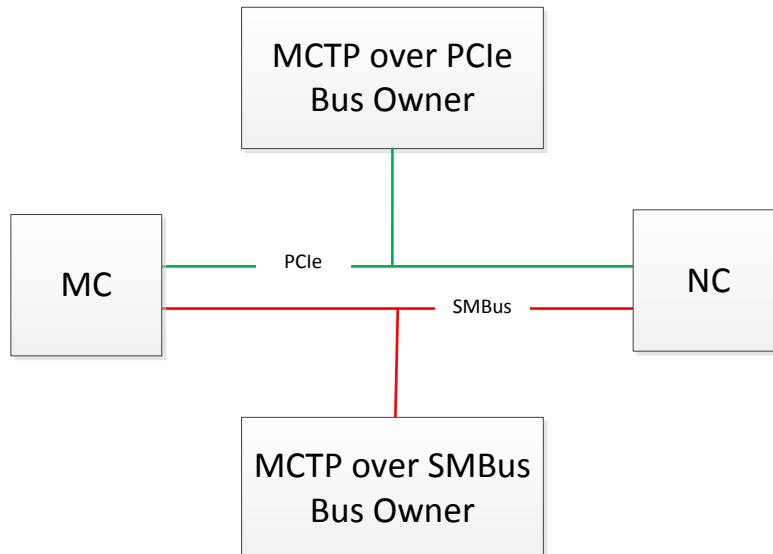 MCTP over PCIe
Bus Owner
MC
PCIe
NC
SMBus
MCTP over SMBus
Bus Owner